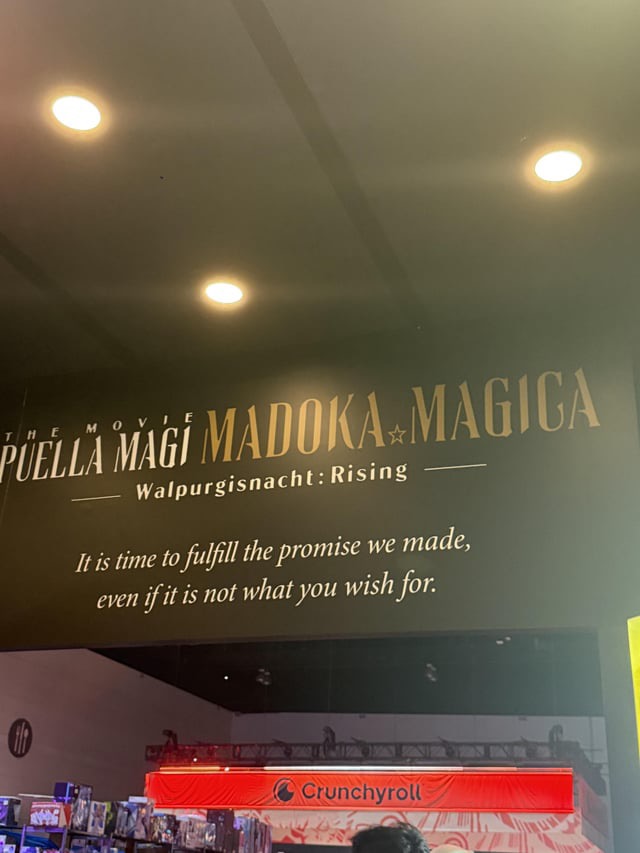 THE MOVIE
PUELLA MAGI MADOKA☆MAGICA
Walpurgisnacht:Rising
It is time to fulfill the promise we made,
even if it is not what you wish for.
Crunchyroll